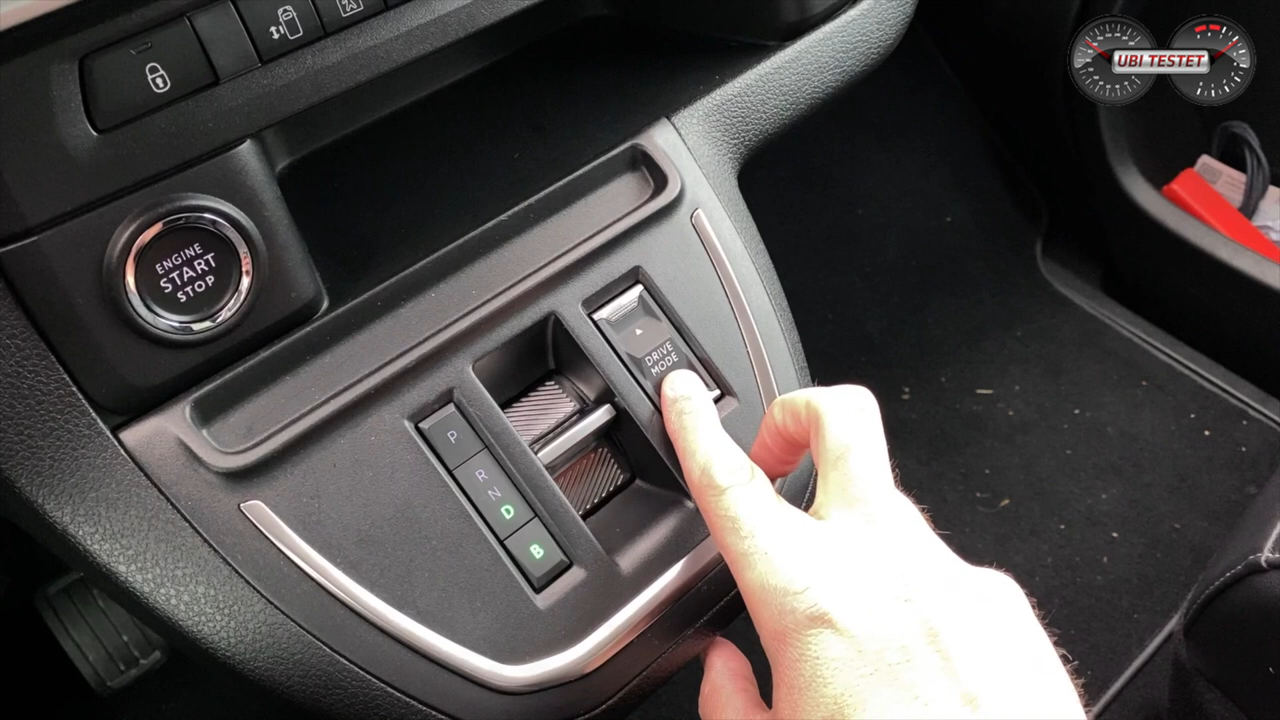 UBI TESTET
ENGINE
START
STOP
DRIVE
MODE
P
R
N
D
B